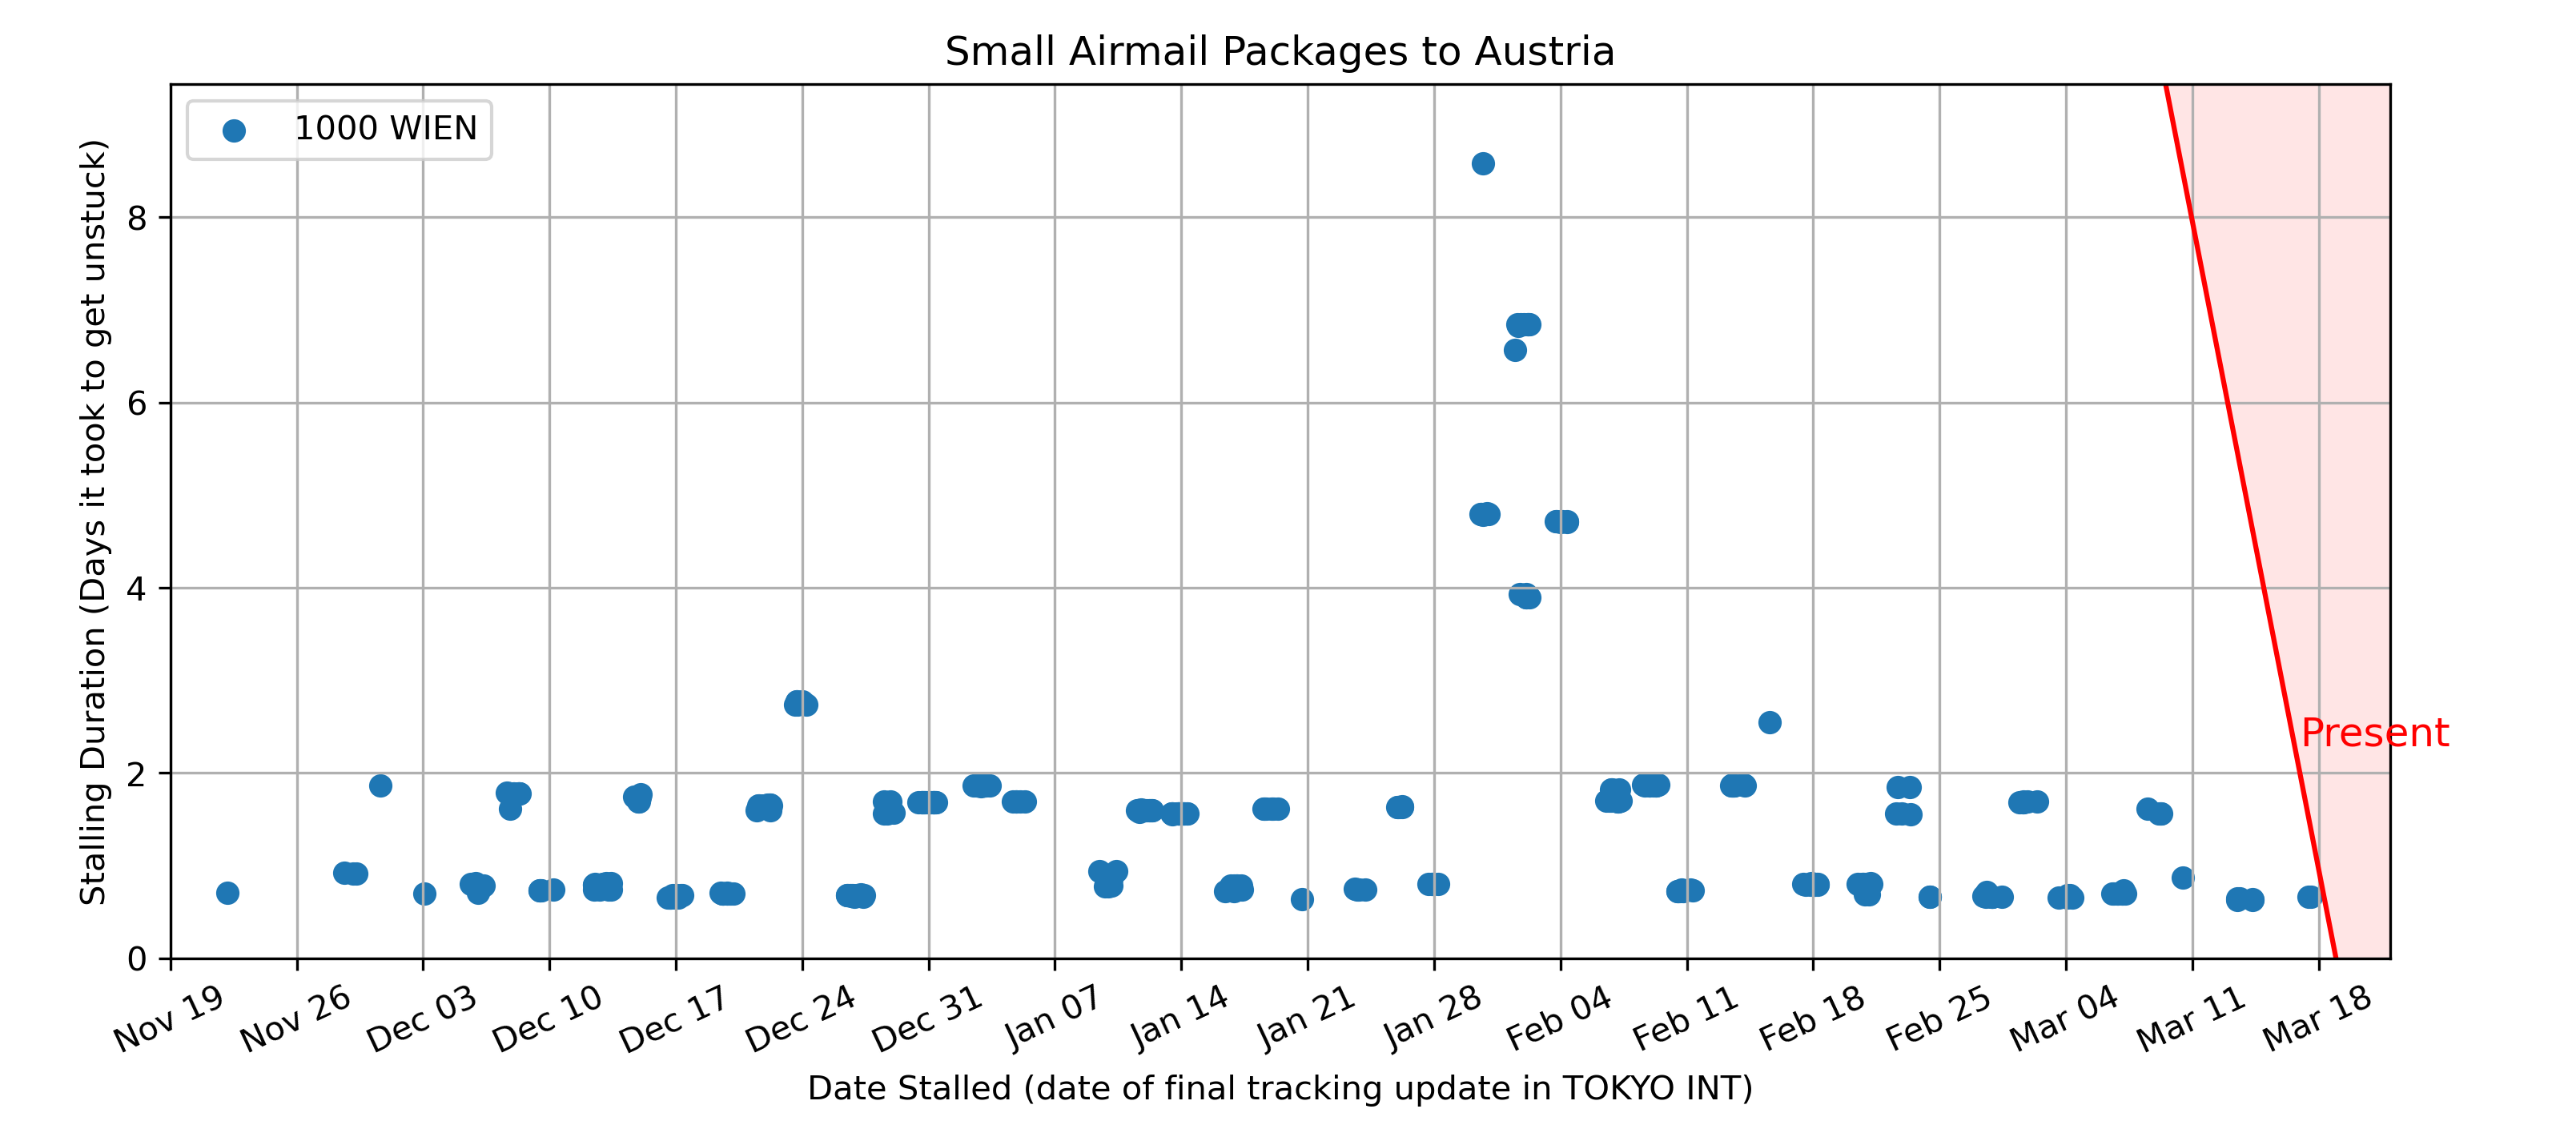 Small Airmail Packages to Austria
1000 WIEN
Stalling Duration (Days it took to get unstuck)
8
6
4
2
0
Present
Nov 19
Nov 26
Dec 03
Dec 10
Dec 17
Dec 24
Dec 31
Jan 07
Jan 14
Jan 21
Jan 28
Feb 04
Feb 11
Feb 18
Feb 25
Mar 04
Mar 11
Mar 18
Date Stalled (date of final tracking update in TOKYO INT)